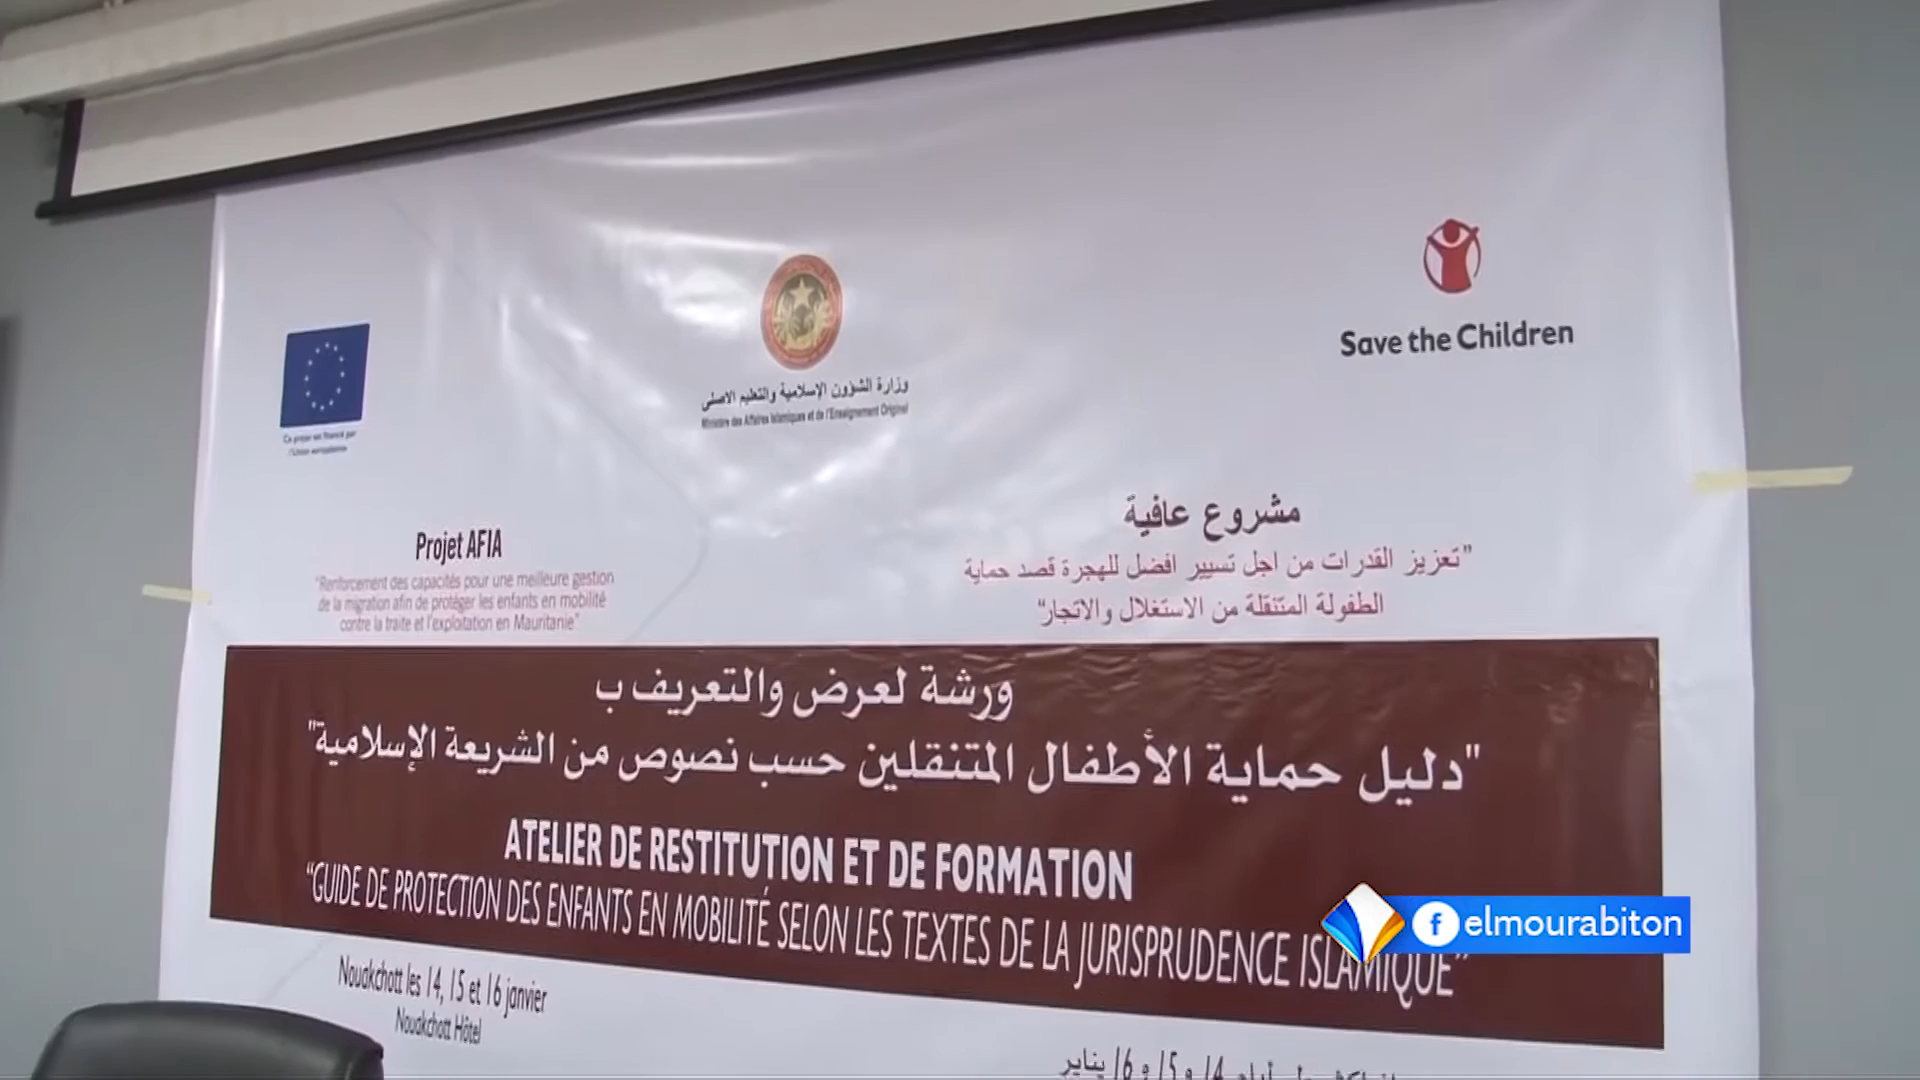 Save the Children
وزارة الشؤون الإسلامية والتعليم الاصلي
Ministère des Affaires Islamiques et de l'Enseignement Originel
Ce projet est financé par
l'Union européenne
مشروع عافية
"تعزيز القدرات من اجل تسيير افضل للهجرة قصد حماية
الطفولة المتنقلة من الاستغلال والاتجار"
Projet AFIA
"Renforcement des capacités pour une meilleure gestion
de la migration afin de protéger les enfants en mobilité
contre la traite et l'exploitation en Mauritanie"
ورشة لعرض والتعريف ب
"دليل حماية الأطفال المتنقلين حسب نصوص من الشريعة الإسلامية"
ATELIER DE RESTITUTION ET DE FORMATION
"GUIDE DE PROTECTION DES ENFANTS EN MOBILITÉ SELON LES TEXTES DE LA JURISPRUDENCE ISLAMIQUE"
elmourabiton
Nouakchott les 14, 15 et 16 janvier
Nouakchott Hôtel
14 و 15 و 16 يناير